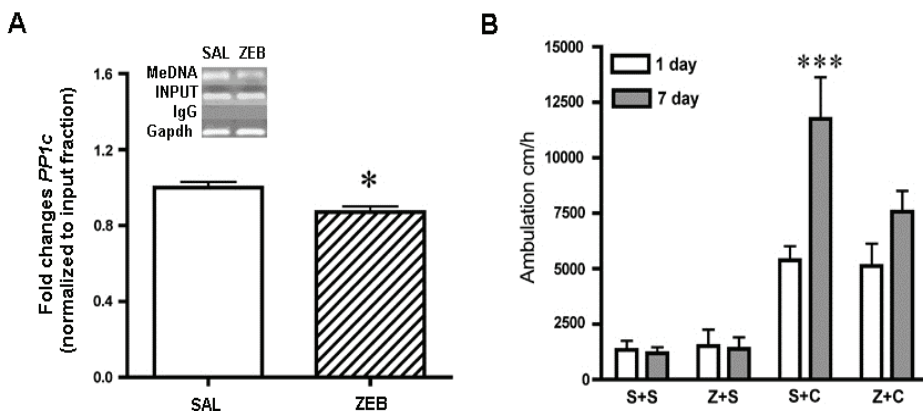 A
SAL ZEB
MeDNA
INPUT
IgG
Gapdh
Fold changes PP1c
(normalized to input fraction)
1.6
1.2
0.8
0.4
0.0
*
SAL ZEB
B
Ambulation cm/h
15000
12500
10000
7500
5000
2500
0
1 day
7 day
***
S+S Z+S S+C Z+C